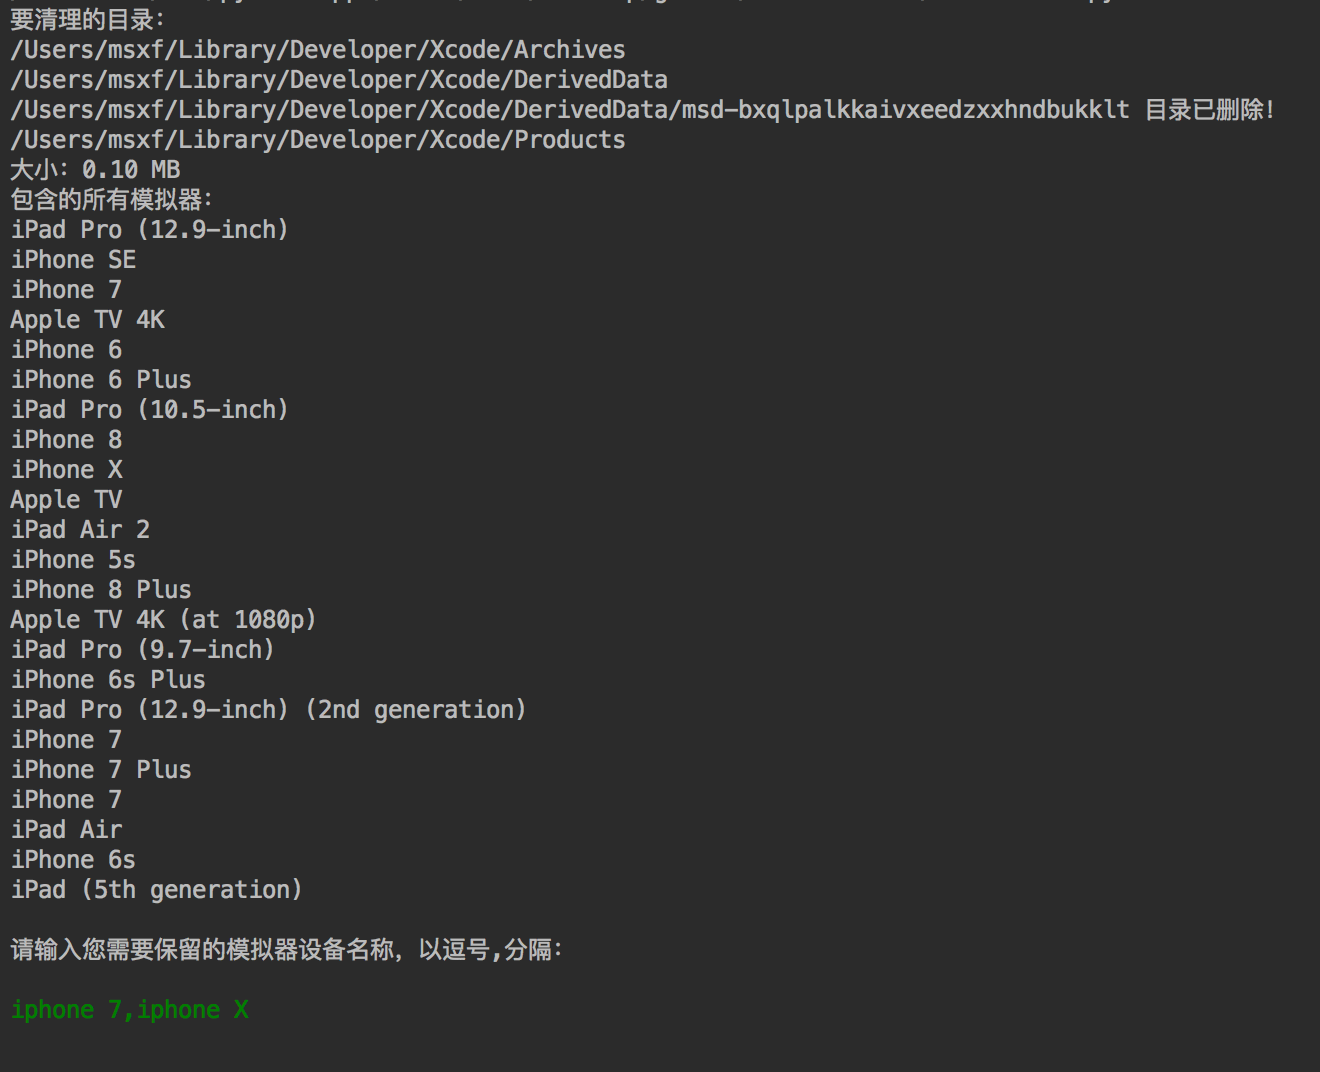 要清理的目录：
/Users/msxf/Library/Developer/Xcode/Archives
/Users/msxf/Library/Developer/Xcode/DerivedData
/Users/msxf/Library/Developer/Xcode/DerivedData/msd-bxqlpalkkaivxeedzxxhndbukklt 目录已删除！
/Users/msxf/Library/Developer/Xcode/Products
大小：0.10 MB
包含的所有模拟器：
iPad Pro (12.9-inch)
iPhone SE
iPhone 7
Apple TV 4K
iPhone 6
iPhone 6 Plus
iPad Pro (10.5-inch)
iPhone 8
iPhone X
Apple TV
iPad Air 2
iPhone 5s
iPhone 8 Plus
Apple TV 4K (at 1080p)
iPad Pro (9.7-inch)
iPhone 6s Plus
iPad Pro (12.9-inch) (2nd generation)
iPhone 7
iPhone 7 Plus
iPhone 7
iPad Air
iPhone 6s
iPad (5th generation)
请输入您需要保留的模拟器设备名称，以逗号,分隔：
iphone 7,iphone X